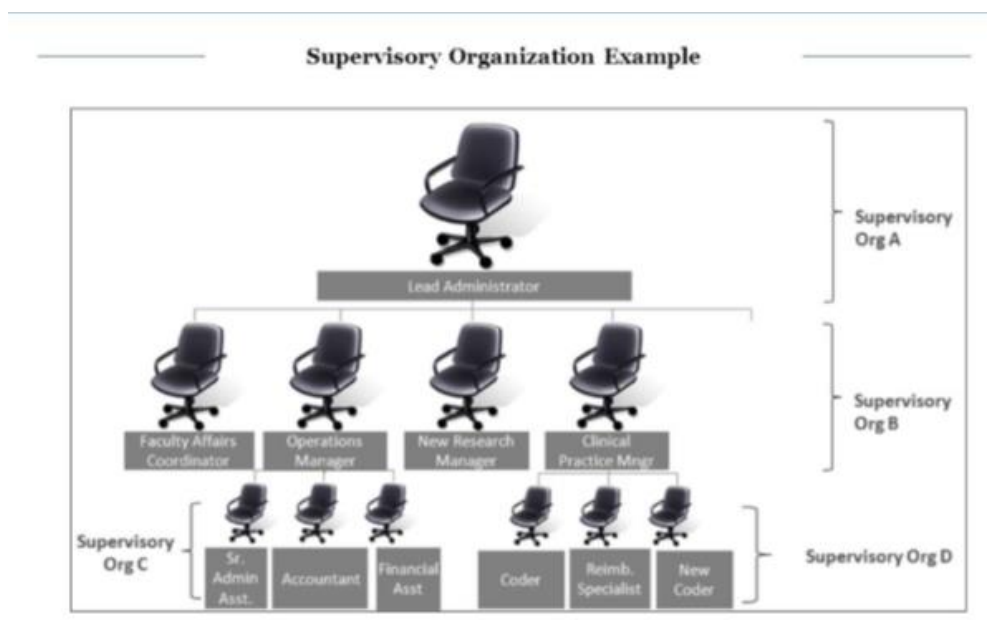 Supervisory Organization Example
Supervisory
Org A
Lead Administrator
Supervisory
Org B
Faculty Affairs
Coordinator
Operations
Manager
New Research
Manager
Clinical
Practice Mngr
Supervisory
Org C
Sr.
Admin
Asst.
Accountant
Financial
Asst
Coder
Reimb.
Specialist
New
Coder
Supervisory Org D